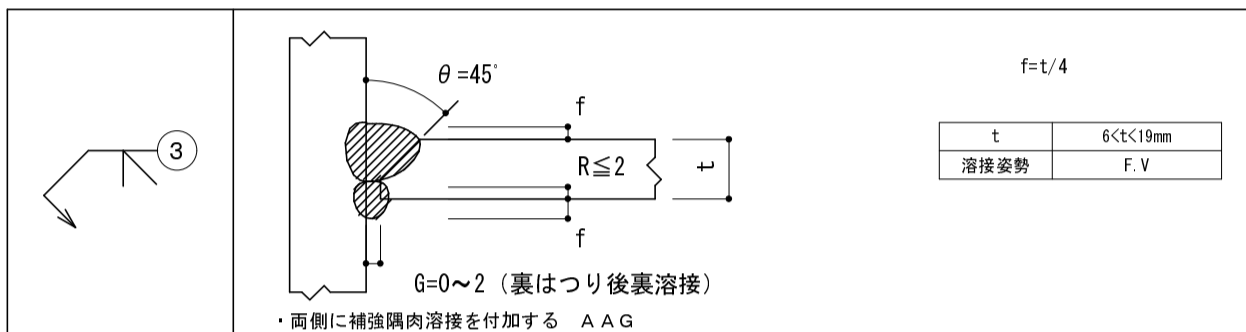 ③
θ=45°
f
R≦2
t
f
G=0～2（裏はつり後裏溶接）
・両側に補強隅肉溶接を付加する　ＡＡＧ
f=t/4
t　6<t<19mm
溶接姿勢　F.V